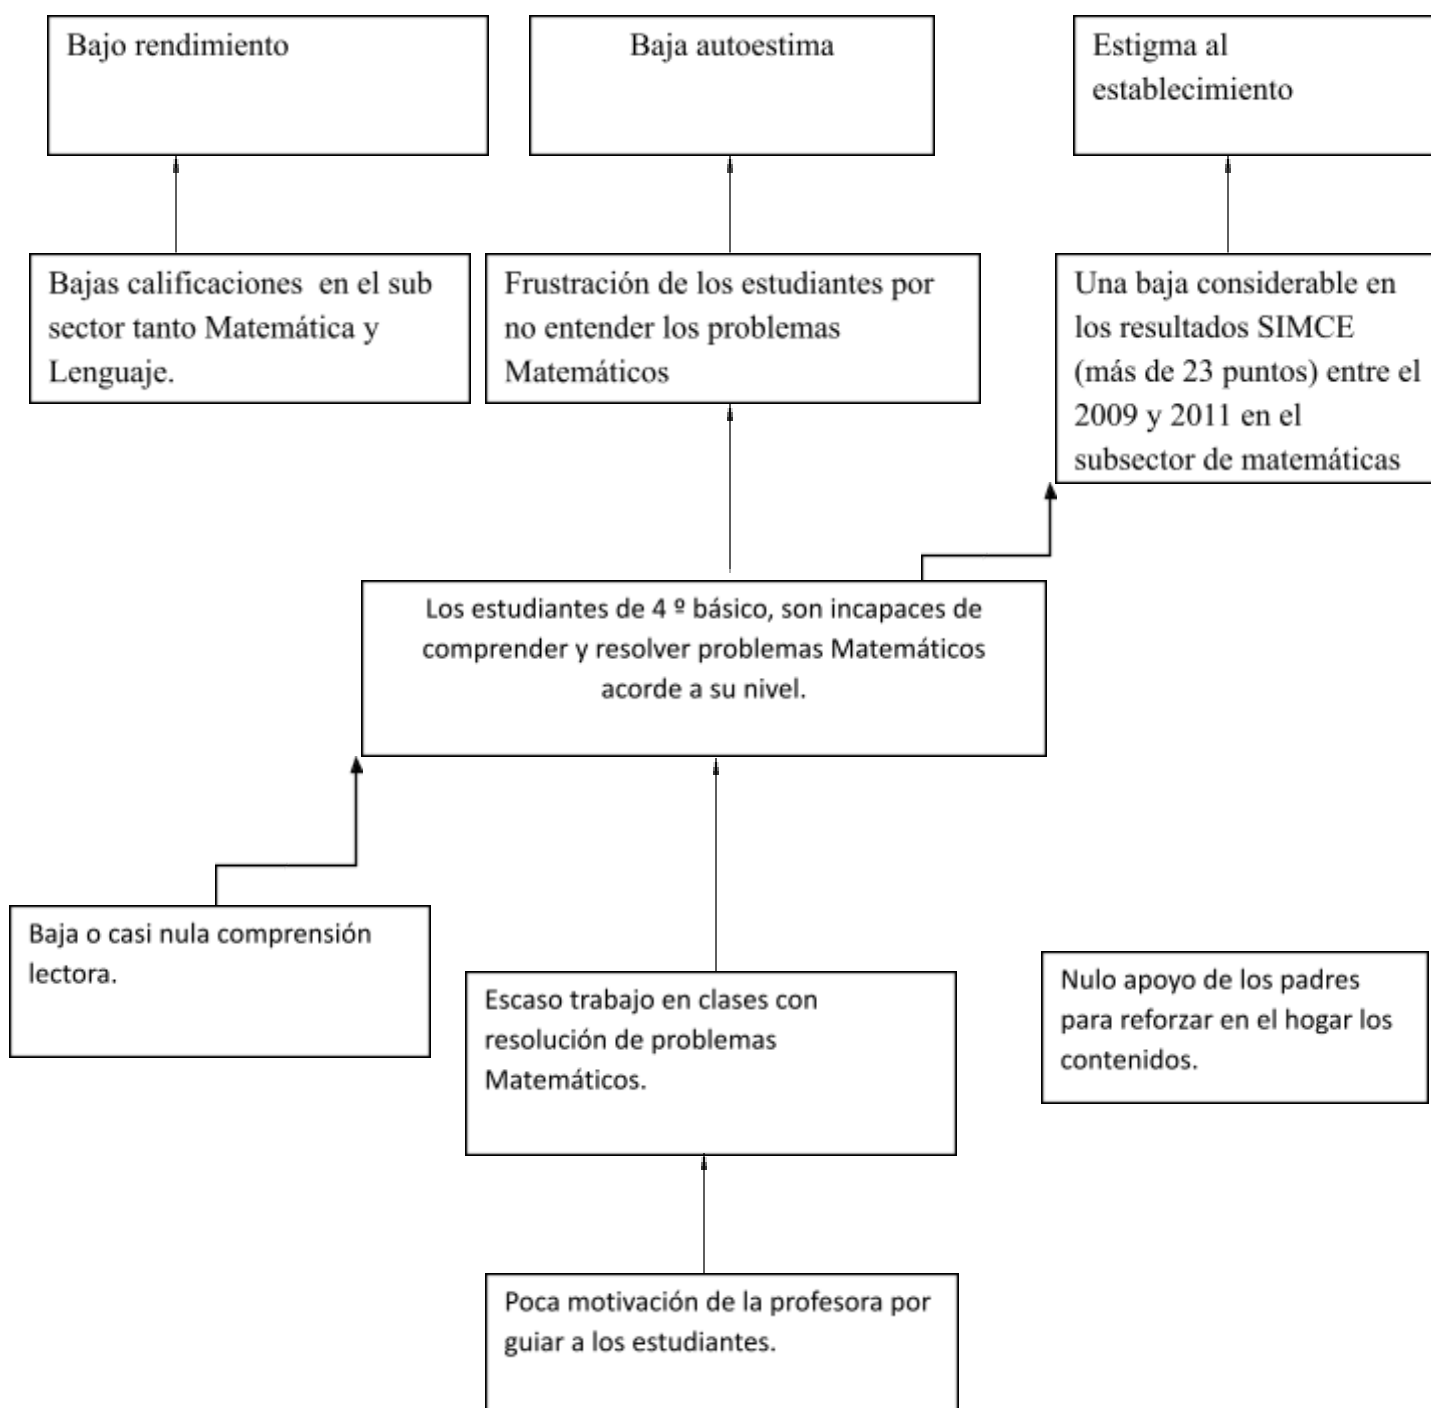 Bajo rendimiento
Baja autoestima
Estigma al
establecimiento
Bajas calificaciones en el sub
sector tanto Matemática y
Lenguaje.
Frustración de los estudiantes por
no entender los problemas
Matemáticos
Una baja considerable en
los resultados SIMCE
(más de 23 puntos) entre el
2009 y 2011 en el
subsector de matemáticas
Los estudiantes de 4 º básico, son incapaces de
comprender y resolver problemas Matemáticos
acorde a su nivel.
Baja o casi nula comprensión
lectora.
Escaso trabajo en clases con
resolución de problemas
Matemáticos.
Nulo apoyo de los padres
para reforzar en el hogar los
contenidos.
Poca motivación de la profesora por
guiar a los estudiantes.